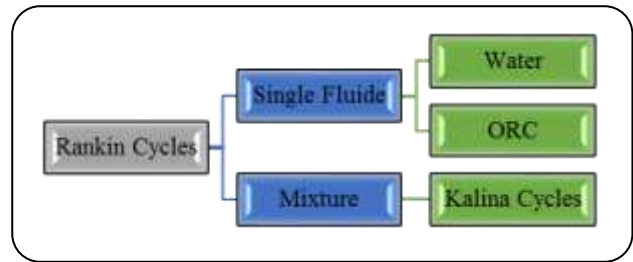 Rankin Cycles
Single Fluide
Water
ORC
Mixture
Kalina Cycles